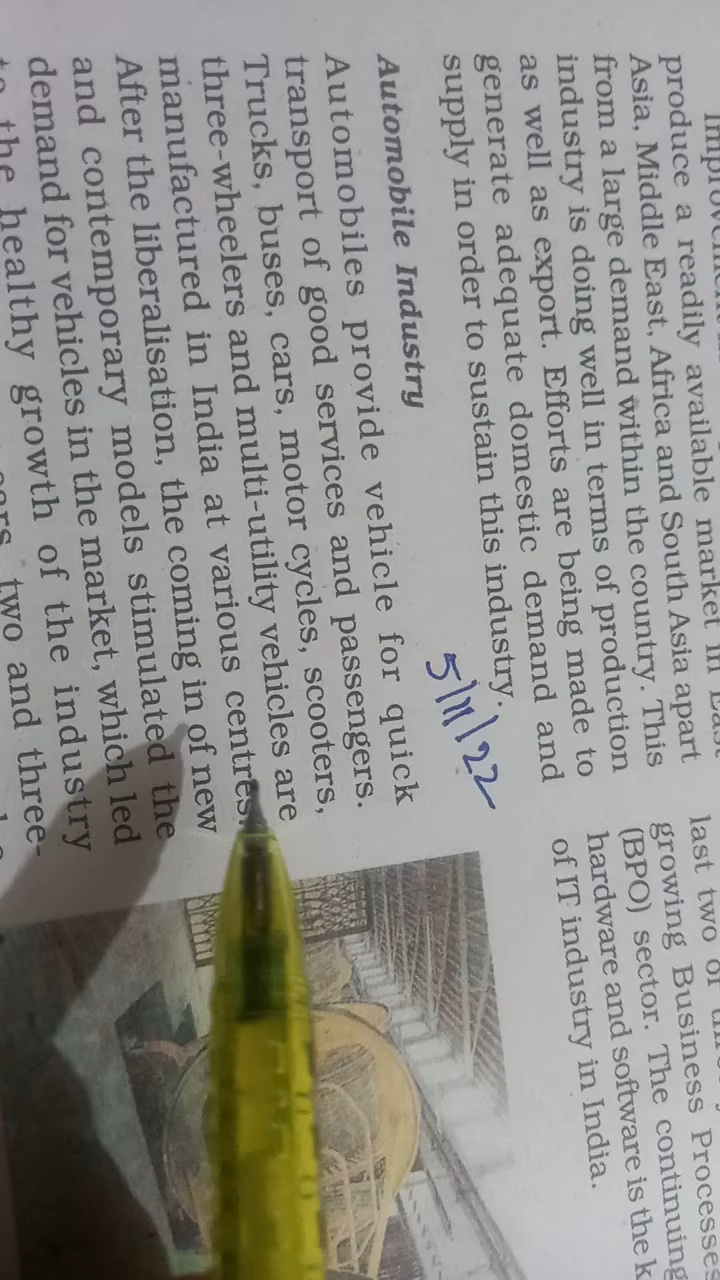 produce a readily available market in East
Asia, Middle East, Africa and South Asia apart
from a large demand within the country. This
industry is doing well in terms of production
as well as export. Efforts are being made to
generate adequate domestic demand and
supply in order to sustain this industry.
5/11/22
Automobile Industry
Automobiles provide vehicle for quick
transport of good services and passengers.
Trucks, buses, cars, motor cycles, scooters,
three-wheelers and multi-utility vehicles are
manufactured in India at various centres.
After the liberalisation, the coming in of new
and contemporary models stimulated the
demand for vehicles in the market, which led
to the healthy growth of the industry
two and three-
last two or
growing Business Processes
(BPO) sector. The continuing
hardware and software is the k
of IT industry in India.